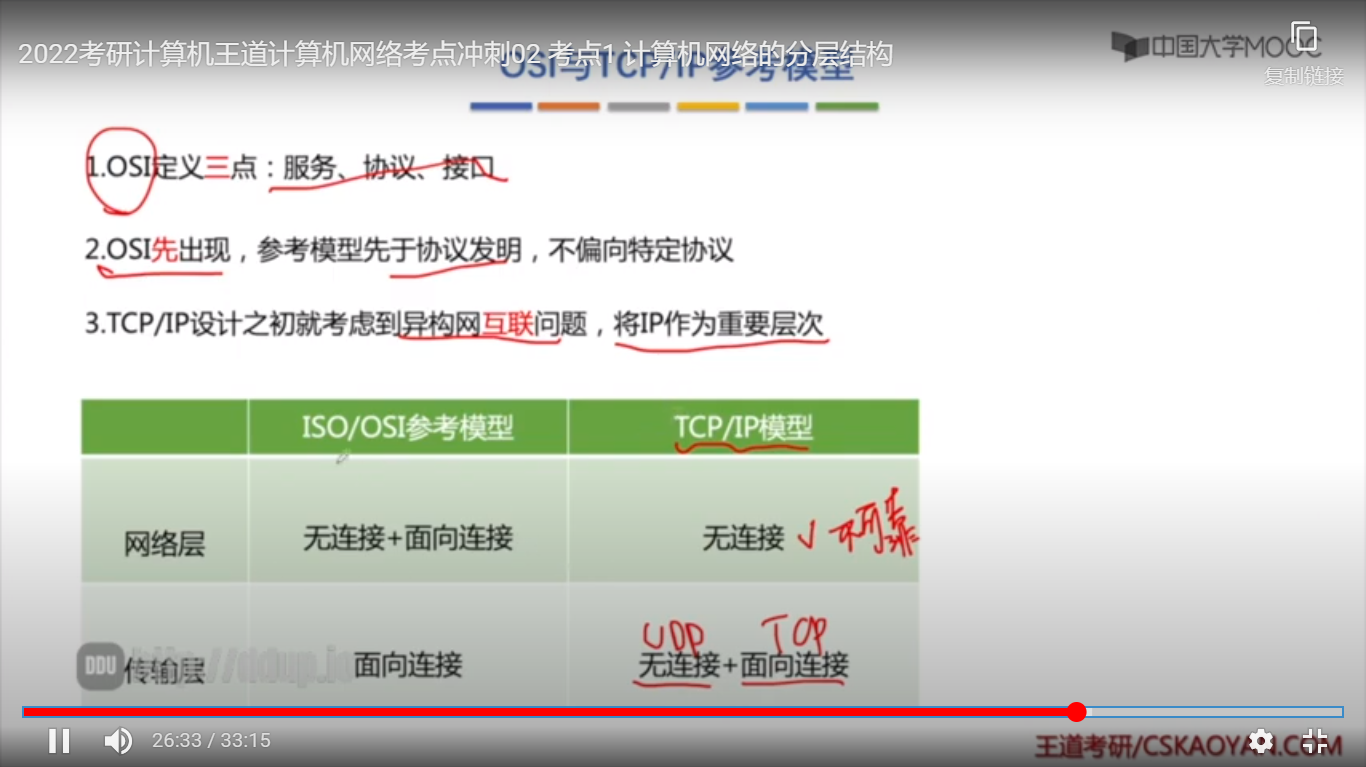 2022考研计算机王道计算机网络考点冲刺02 考点1 计算机网络的分层结构
OSI与TCP/IP参考模型
中国大学MOOC
复制链接
1.OSI定义三点：服务、协议、接口
2.OSI先出现，参考模型先于协议发明，不偏向特定协议
3.TCP/IP设计之初就考虑到异构网互联问题，将IP作为重要层次
ISO/OSI参考模型 TCP/IP模型
网络层 无连接+面向连接 无连接 不可靠
UDP TCP
DDU http://ddup.io
传输层 面向连接 无连接+面向连接
26:33 / 33:15
王道考研/CSKAOYAN.COM